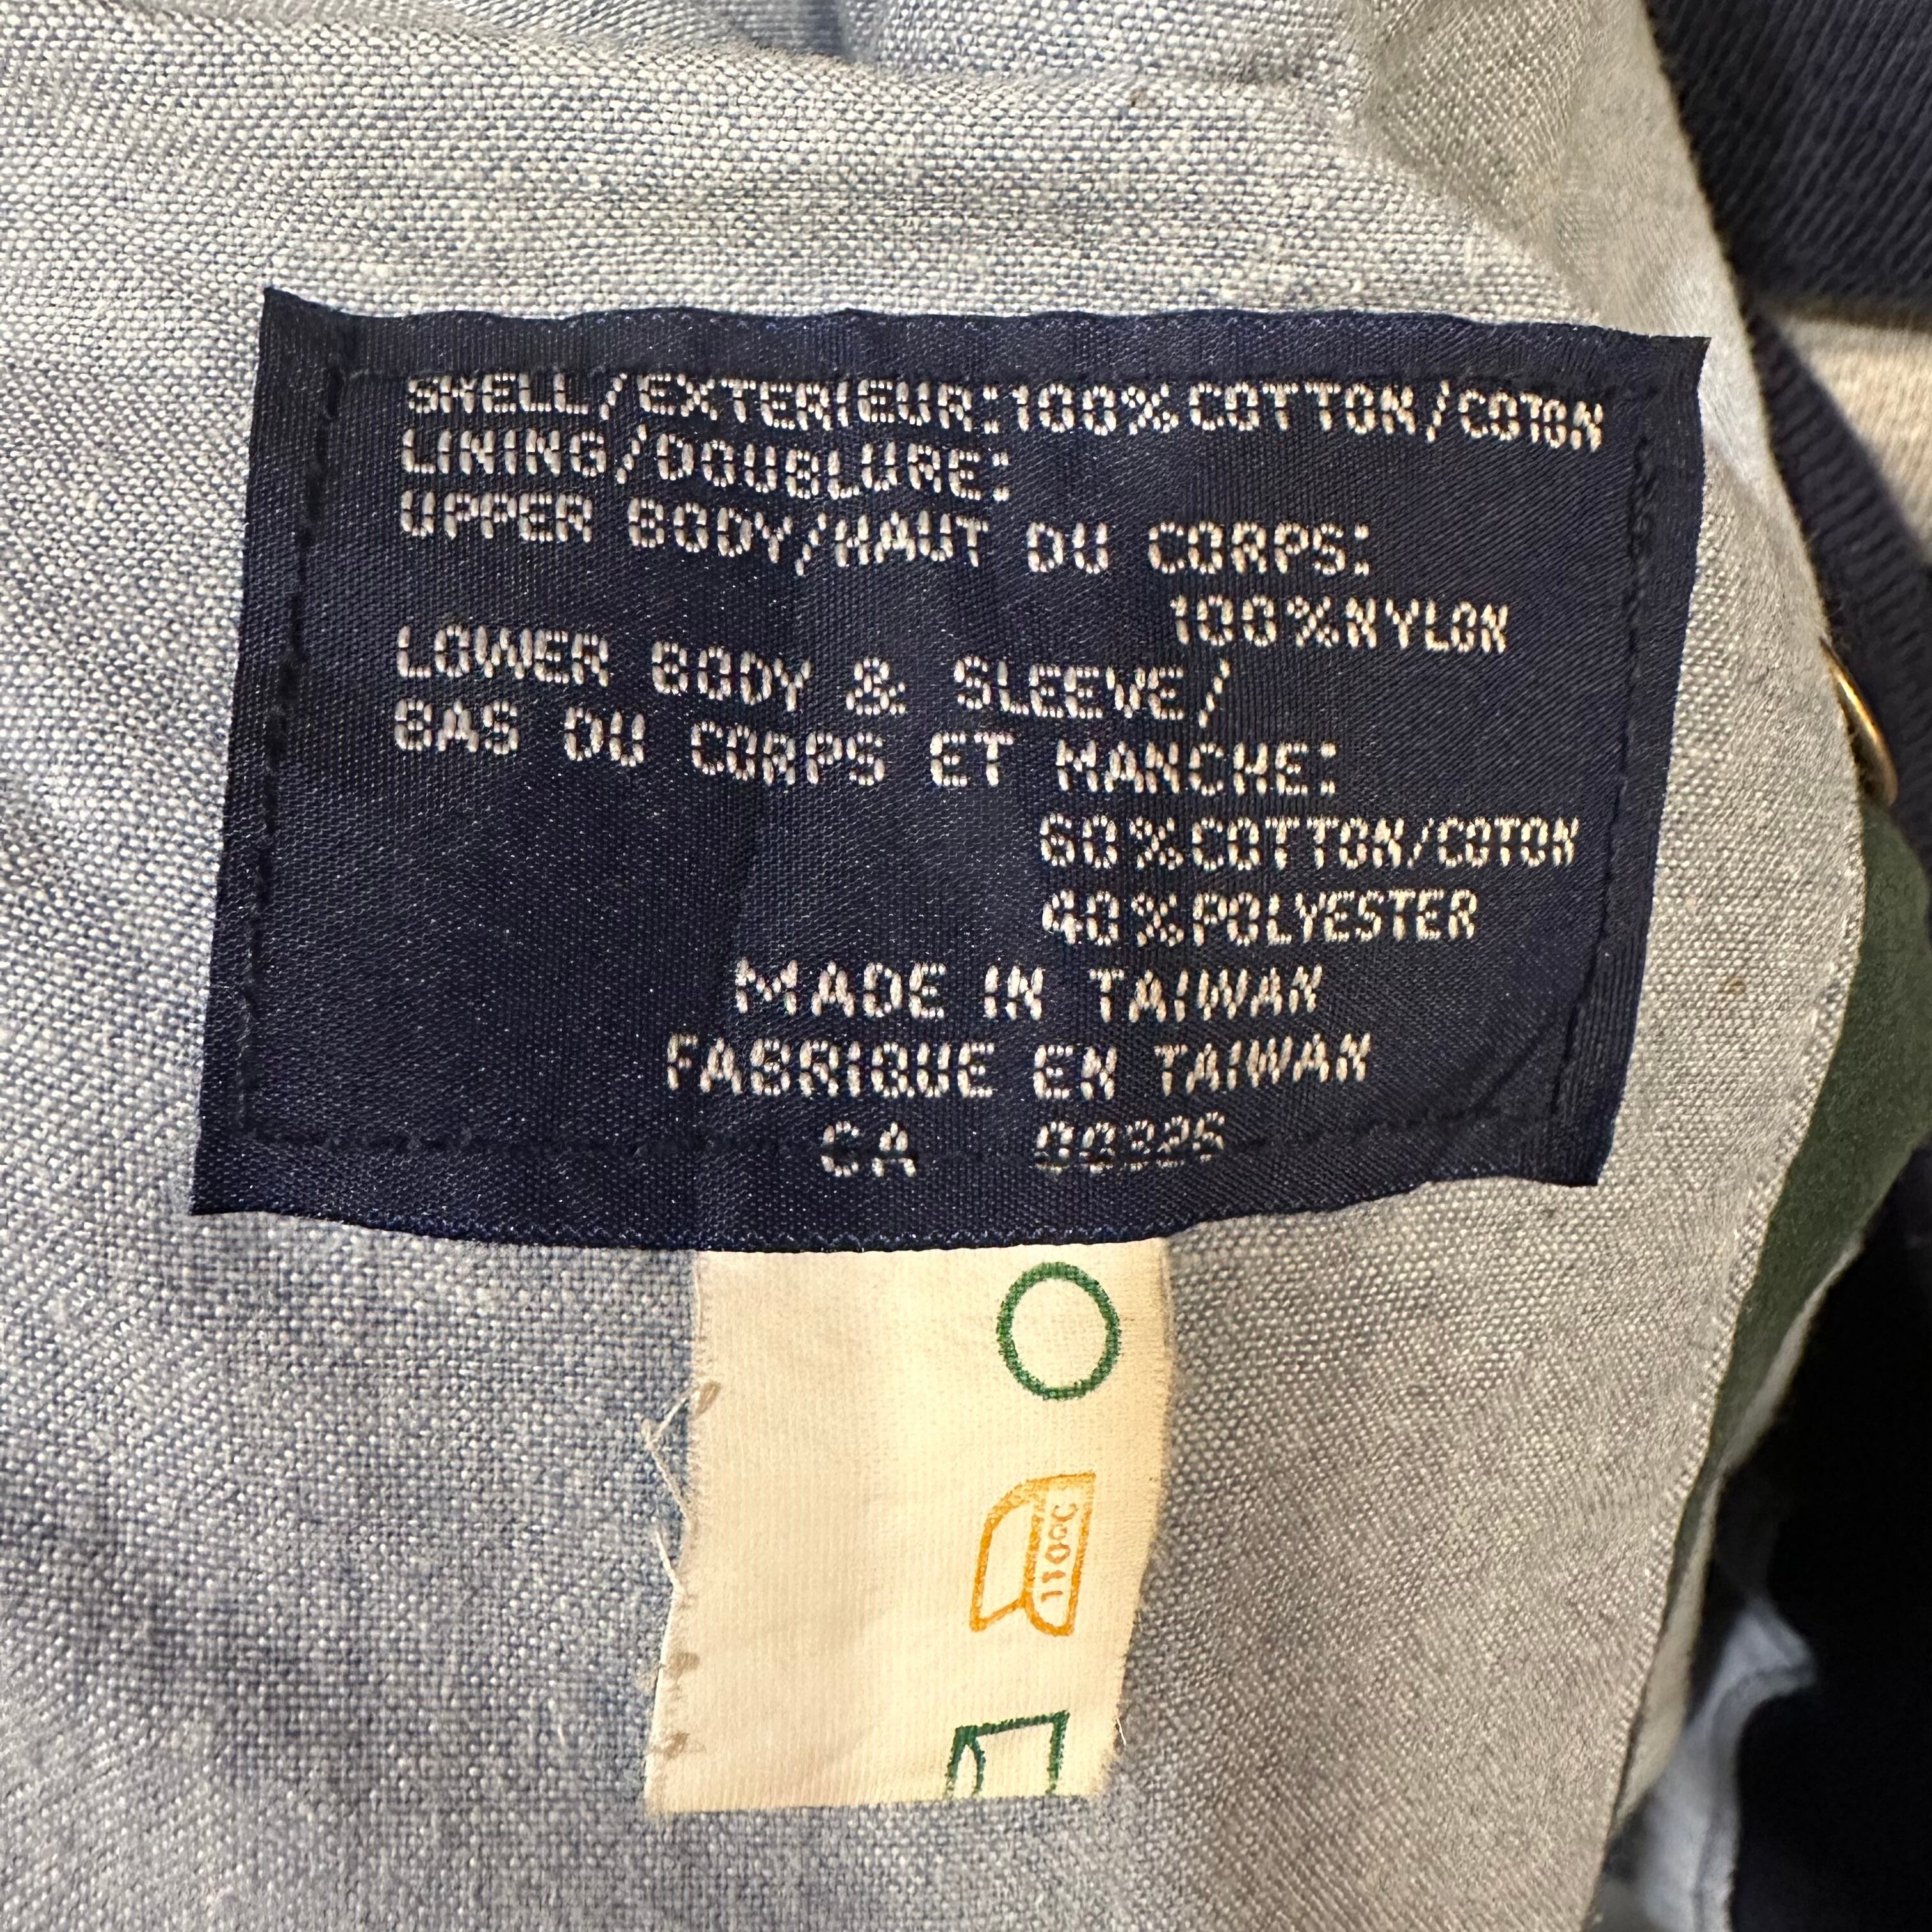 SHELL/EXTERIEUR:100%COTTON/COTON
LINING/DOUBLURE:
UPPER BODY/HAUT DU CORPS:
100%NYLON
LOWER BODY & SLEEVE/
BAS DU CORPS ET MANCHE:
60%COTTON/COTON
40%POLYESTER
MADE IN TAIWAN
FABRIQUE EN TAIWAN
CA
110°C